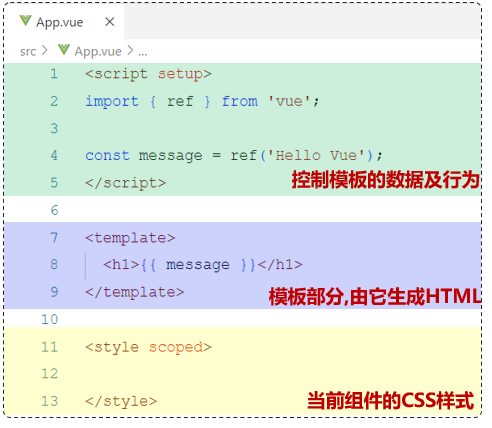 App.vue ×
src > App.vue > ...
1 <script setup>
2 import { ref } from 'vue';
3
4 const message = ref('Hello Vue');
5 </script>
控制模板的数据及行为
6
7 <template>
8 <h1>{{ message }}</h1>
9 </template>
模板部分,由它生成HTML
10
11 <style scoped>
12
13 </style>
当前组件的CSS样式